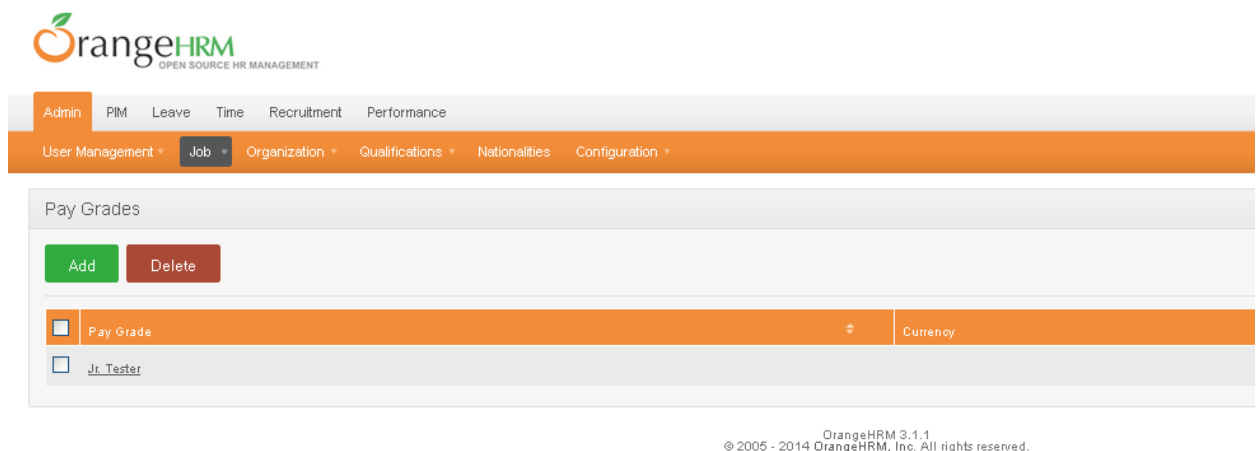 OrangeHRM
OPEN SOURCE HR MANAGEMENT
Admin PIM Leave Time Recruitment Performance
User Management Job Organization Qualifications Nationalities Configuration
Pay Grades
Add Delete
Pay Grade Currency
Jr. Tester
OrangeHRM 3.1.1
© 2005 - 2014 OrangeHRM, Inc. All rights reserved.